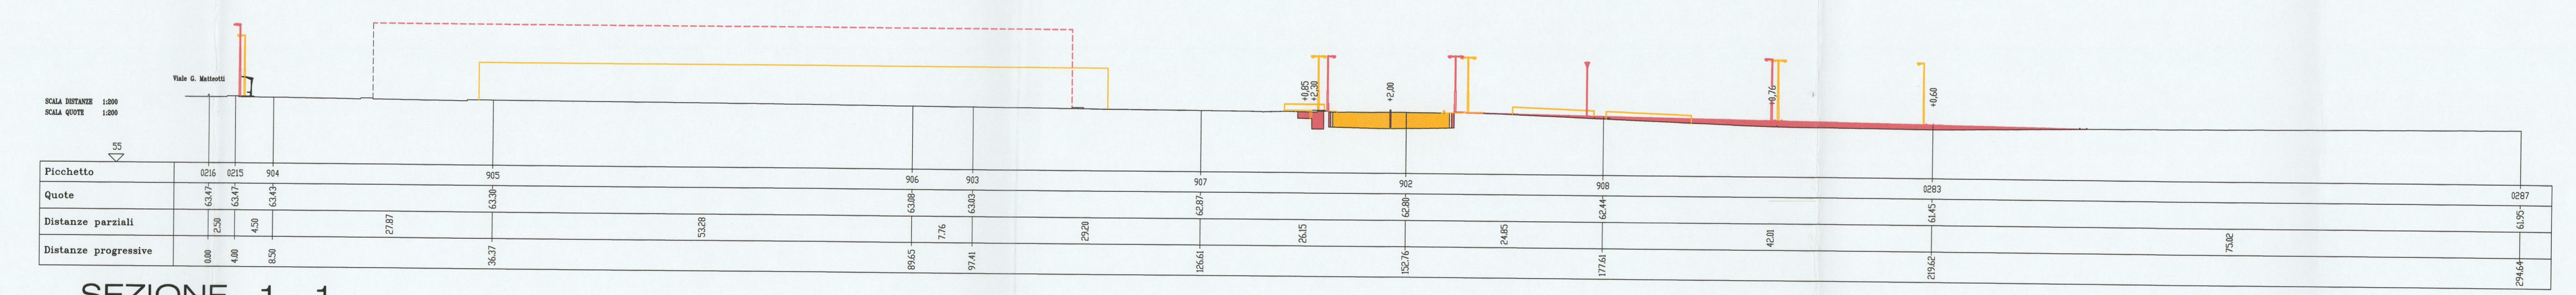 Viale G. Matteotti
SCALA DISTANZE 1:200
SCALA QUOTE 1:200
+0,85
+2,30
+2,00
+0,76
+0,60
55
Picchetto 0216 0215 904 905 906 903 907 902 908 0283 0287
Quote 63.47 63.47 63.43 63.30 63.08 63.03 62.87 62.80 62.44 61.45 61.95
Distanze parziali 2.50 4.50 27.87 53.28 7.76 29.20 26.15 24.85 42.01 75.02
Distanze progressive 0.00 4.00 8.50 36.37 89.65 97.41 126.61 152.76 177.61 219.62 294.64
SEZIONE 1 1